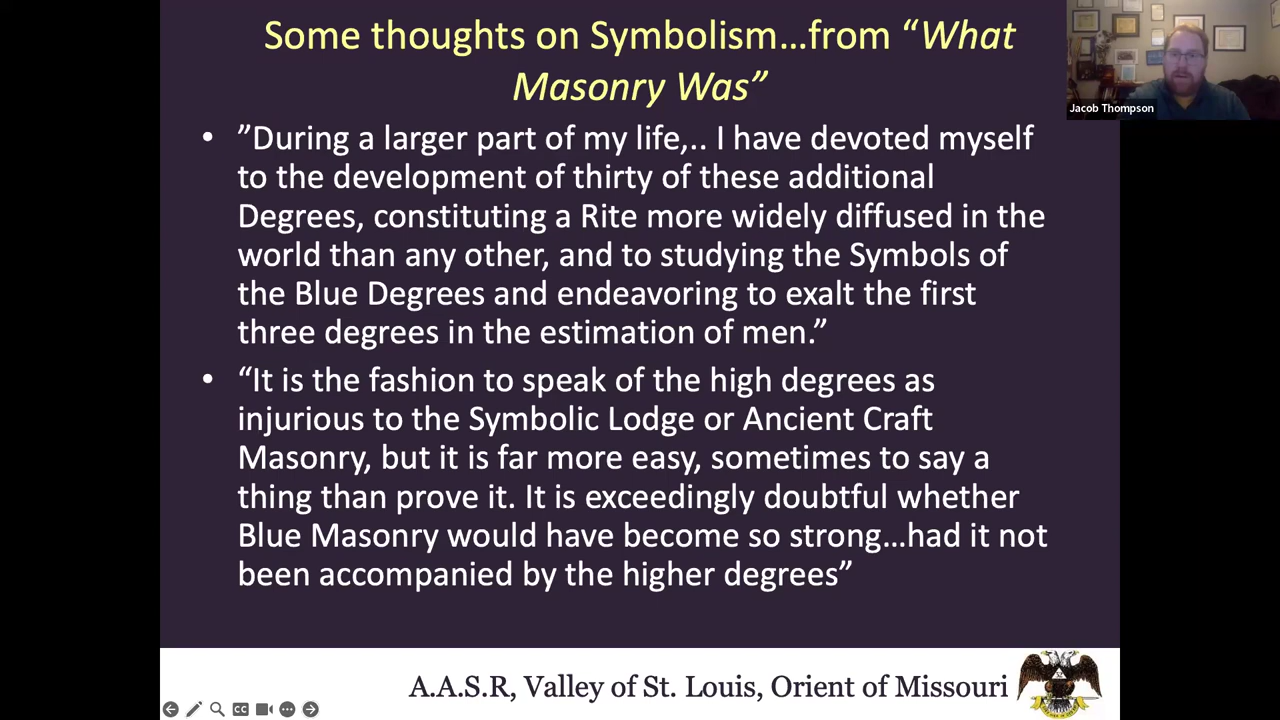 Some thoughts on Symbolism…from “What
Masonry Was”
Jacob Thompson
• ”During a larger part of my life,.. I have devoted myself
to the development of thirty of these additional
Degrees, constituting a Rite more widely diffused in the
world than any other, and to studying the Symbols of
the Blue Degrees and endeavoring to exalt the first
three degrees in the estimation of men.”
• “It is the fashion to speak of the high degrees as
injurious to the Symbolic Lodge or Ancient Craft
Masonry, but it is far more easy, sometimes to say a
thing than prove it. It is exceedingly doubtful whether
Blue Masonry would have become so strong…had it not
been accompanied by the higher degrees”
A.A.S.R, Valley of St. Louis, Orient of Missouri
CC